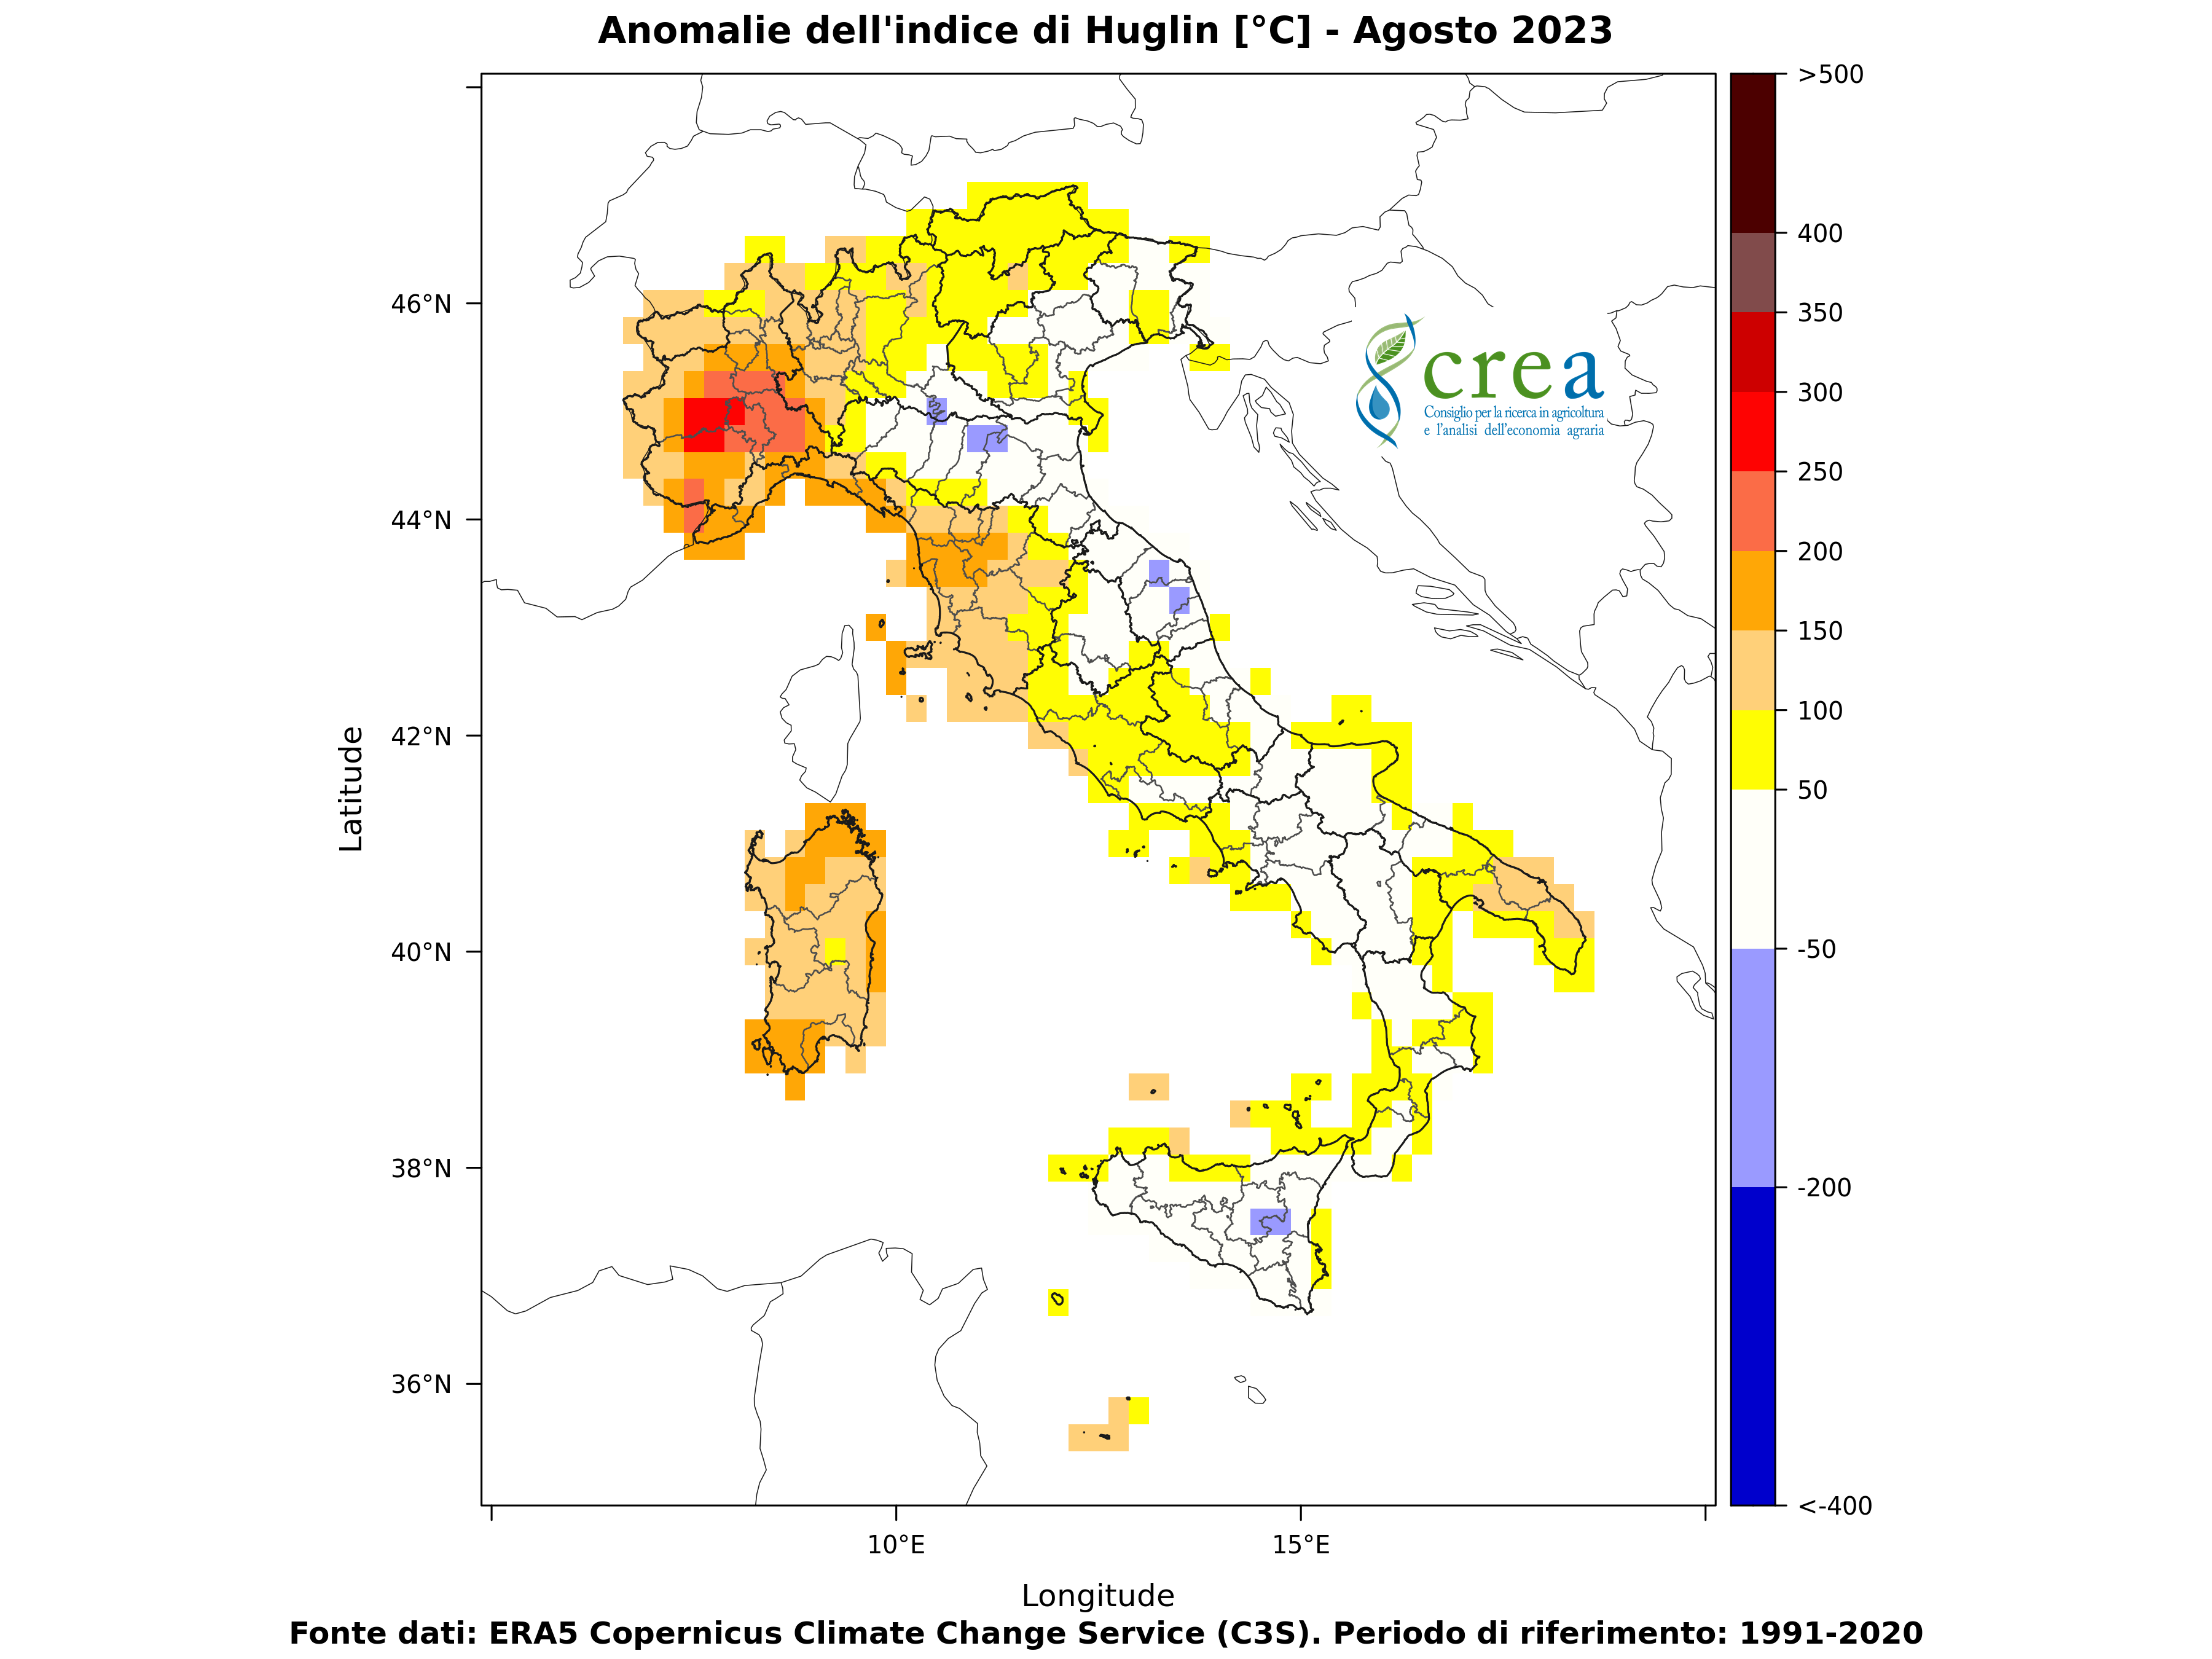 Anomalie dell'indice di Huglin [°C] - Agosto 2023
>500
400
350
300
250
200
150
100
50
-50
-200
<-400
46°N
44°N
42°N
40°N
38°N
36°N
Latitude
crea
Consiglio per la ricerca in agricoltura
e l'analisi dell'economia agraria
10°E
15°E
Longitude
Fonte dati: ERA5 Copernicus Climate Change Service (C3S). Periodo di riferimento: 1991-2020